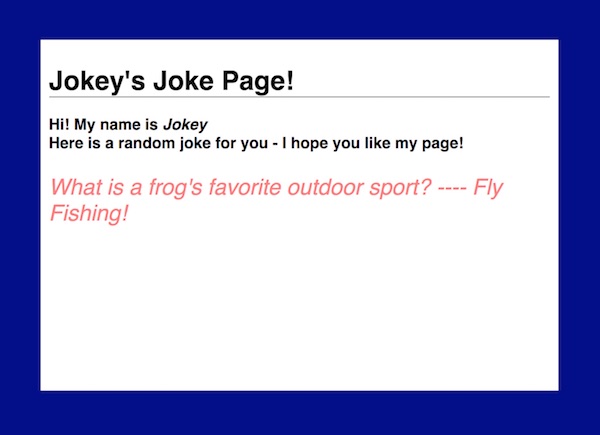 Jokey's Joke Page!
Hi! My name is Jokey
Here is a random joke for you - I hope you like my page!
What is a frog's favorite outdoor sport? ---- Fly
Fishing!